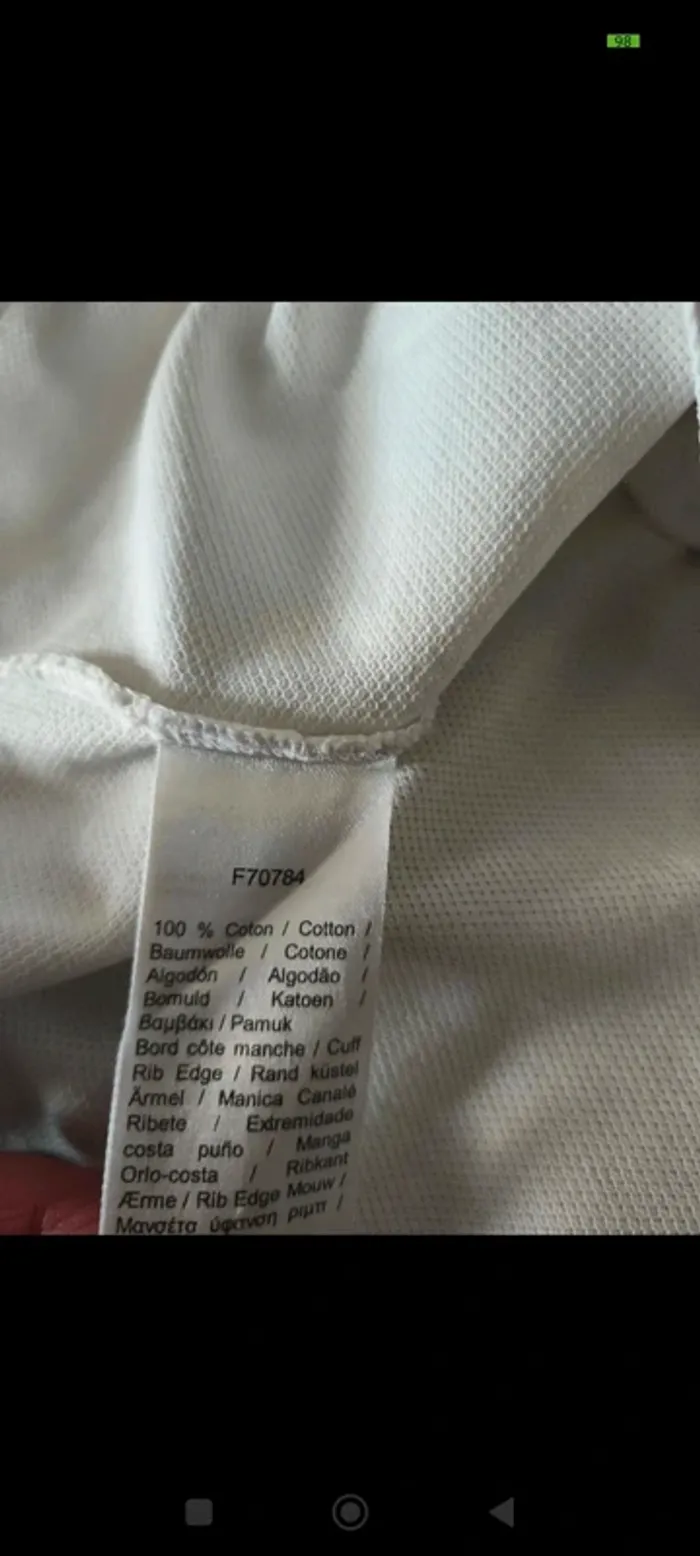 98
F70784
100 % Coton / Cotton /
Baumwolle / Cotone /
Algodón / Algodão /
Bomuld / Katoen /
Βαμβάκι / Pamuk
Bord côte manche / Cuff
Rib Edge / Rand küstel
Ärmel / Manica Canalé
Ribete / Extremidade
costa puño / Manga
Orlo-costa / Ribkant
Ærme / Rib Edge Mouw /
Μανσέτα ύφανση ριμπ /